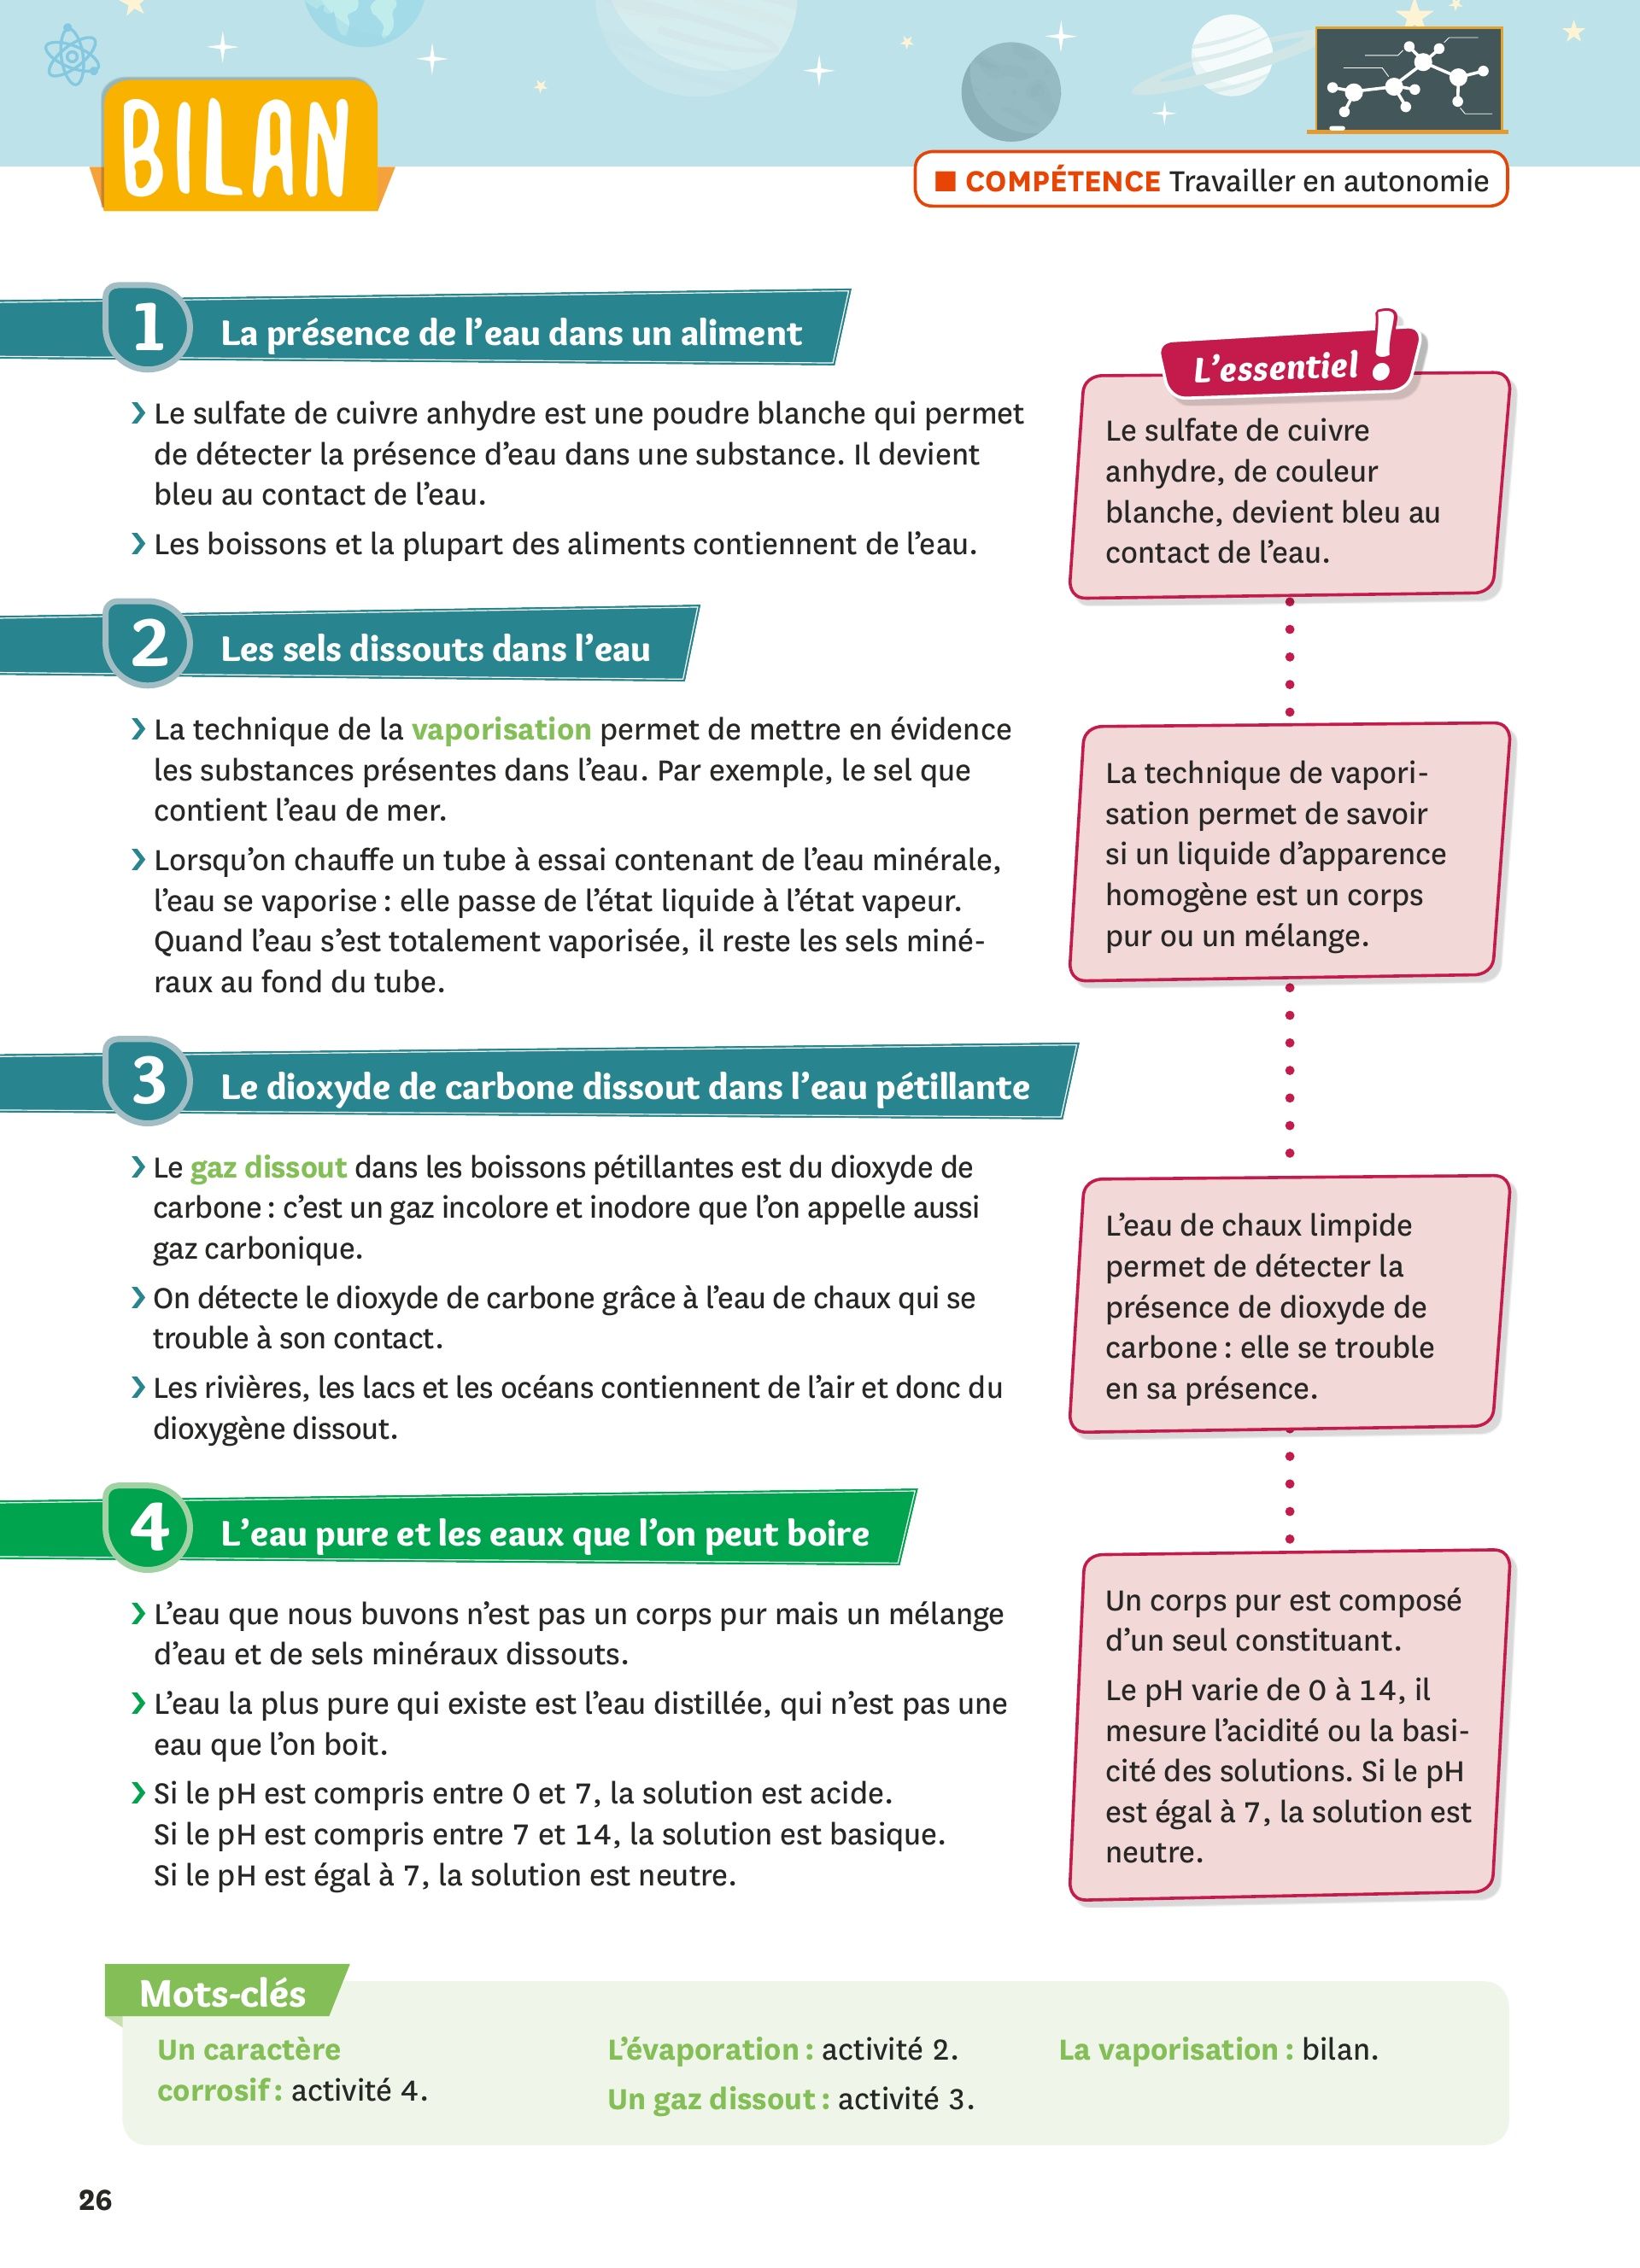 BILAN
■ COMPÉTENCE Travailler en autonomie
1 La présence de l’eau dans un aliment
› Le sulfate de cuivre anhydre est une poudre blanche qui permet
de détecter la présence d’eau dans une substance. Il devient
bleu au contact de l’eau.
› Les boissons et la plupart des aliments contiennent de l’eau.
L’essentiel !
Le sulfate de cuivre
anhydre, de couleur
blanche, devient bleu au
contact de l’eau.
2 Les sels dissouts dans l’eau
› La technique de la vaporisation permet de mettre en évidence
les substances présentes dans l’eau. Par exemple, le sel que
contient l’eau de mer.
› Lorsqu’on chauffe un tube à essai contenant de l’eau minérale,
l’eau se vaporise : elle passe de l’état liquide à l’état vapeur.
Quand l’eau s’est totalement vaporisée, il reste les sels miné-
raux au fond du tube.
La technique de vapori-
sation permet de savoir
si un liquide d’apparence
homogène est un corps
pur ou un mélange.
3 Le dioxyde de carbone dissout dans l’eau pétillante
› Le gaz dissout dans les boissons pétillantes est du dioxyde de
carbone : c’est un gaz incolore et inodore que l’on appelle aussi
gaz carbonique.
› On détecte le dioxyde de carbone grâce à l’eau de chaux qui se
trouble à son contact.
› Les rivières, les lacs et les océans contiennent de l’air et donc du
dioxygène dissout.
L’eau de chaux limpide
permet de détecter la
présence de dioxyde de
carbone : elle se trouble
en sa présence.
4 L’eau pure et les eaux que l’on peut boire
› L’eau que nous buvons n’est pas un corps pur mais un mélange
d’eau et de sels minéraux dissouts.
› L’eau la plus pure qui existe est l’eau distillée, qui n’est pas une
eau que l’on boit.
› Si le pH est compris entre 0 et 7, la solution est acide.
Si le pH est compris entre 7 et 14, la solution est basique.
Si le pH est égal à 7, la solution est neutre.
Un corps pur est composé
d’un seul constituant.
Le pH varie de 0 à 14, il
mesure l’acidité ou la basi-
cité des solutions. Si le pH
est égal à 7, la solution est
neutre.
Mots-clés
Un caractère
corrosif : activité 4.
L’évaporation : activité 2.
Un gaz dissout : activité 3.
La vaporisation : bilan.
26